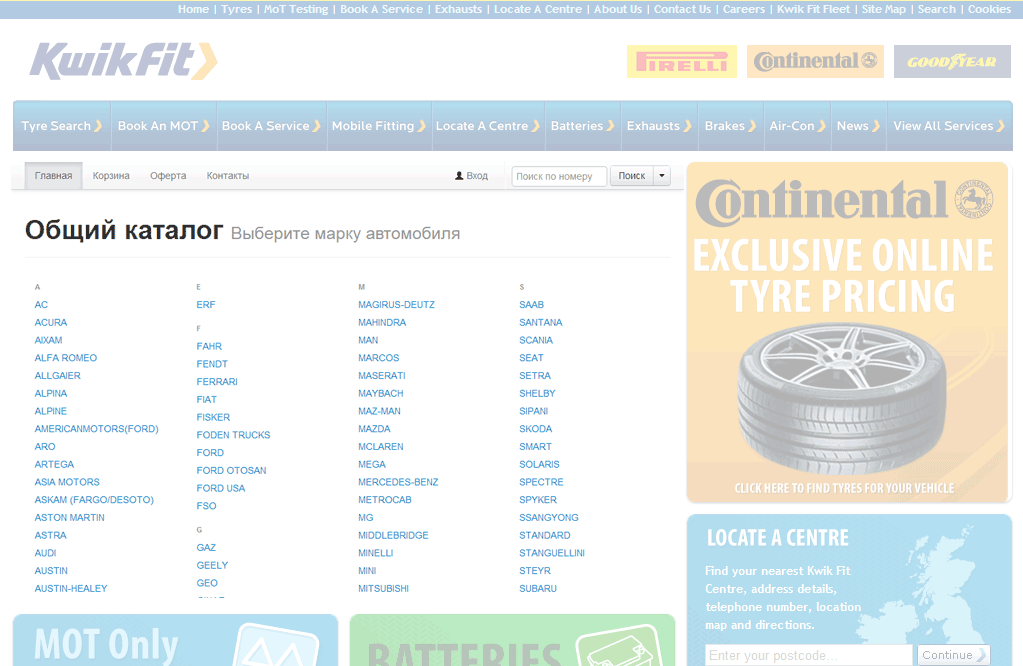 Home | Tyres | MoT Testing | Book A Service | Exhausts | Locate A Centre | About Us | Contact Us | Careers | Kwik Fit Fleet | Site Map | Search | Cookies
KwikFit
PIRELLI
Continental
GOODYEAR
Tyre Search
Book An MOT
Book A Service
Mobile Fitting
Locate A Centre
Batteries
Exhausts
Brakes
Air-Con
News
View All Services
Главная
Корзина
Оферта
Контакты
Вход
Поиск по номеру
Поиск
Общий каталог Выберите марку автомобиля
A
AC
ACURA
AIXAM
ALFA ROMEO
ALLGAIER
ALPINA
ALPINE
AMERICANMOTORS(FORD)
ARO
ARTEGA
ASIA MOTORS
ASKAM (FARGO/DESOTO)
ASTON MARTIN
ASTRA
AUDI
AUSTIN
AUSTIN-HEALEY
E
ERF
F
FAHR
FENDT
FERRARI
FIAT
FISKER
FODEN TRUCKS
FORD
FORD OTOSAN
FORD USA
FSO
G
GAZ
GEELY
GEO
M
MAGIRUS-DEUTZ
MAHINDRA
MAN
MARCOS
MASERATI
MAYBACH
MAZ-MAN
MAZDA
MCLAREN
MEGA
MERCEDES-BENZ
METROCAB
MG
MIDDLEBRIDGE
MINELLI
MINI
MITSUBISHI
S
SAAB
SANTANA
SCANIA
SEAT
SETRA
SHELBY
SIPANI
SKODA
SMART
SOLARIS
SPECTRE
SPYKER
SSANGYONG
STANDARD
STANGUELLINI
STEYR
SUBARU
Continental
EXCLUSIVE ONLINE
TYRE PRICING
CLICK HERE TO FIND TYRES FOR YOUR VEHICLE
LOCATE A CENTRE
Find your nearest Kwik Fit
Centre, address details,
telephone number, location
map and directions.
Enter your postcode...
Continue
MOT Only
BATTERIES